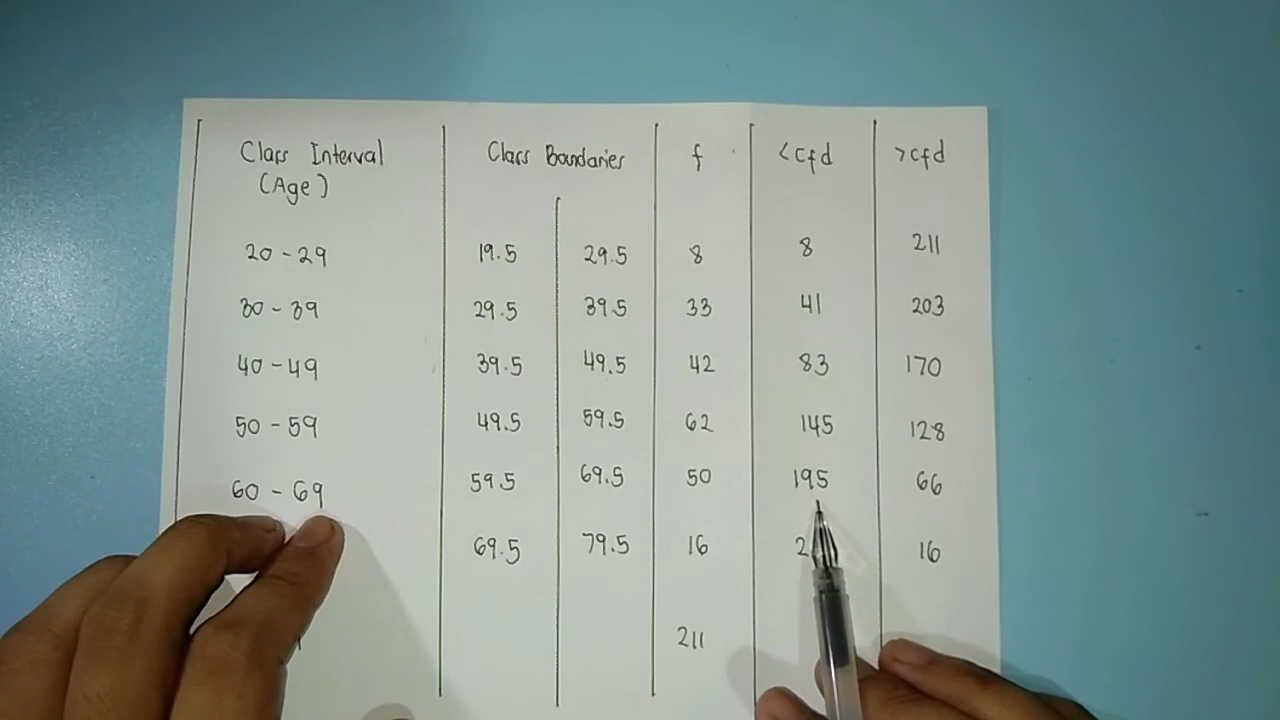 Class Interval (Age) Class Boundaries f <cfd >cfd
20 - 29 19.5 29.5 8 8 211
30 - 39 29.5 39.5 33 41 203
40 - 49 39.5 49.5 42 83 170
50 - 59 49.5 59.5 62 145 128
60 - 69 59.5 69.5 50 195 66
69.5 79.5 16 16
211